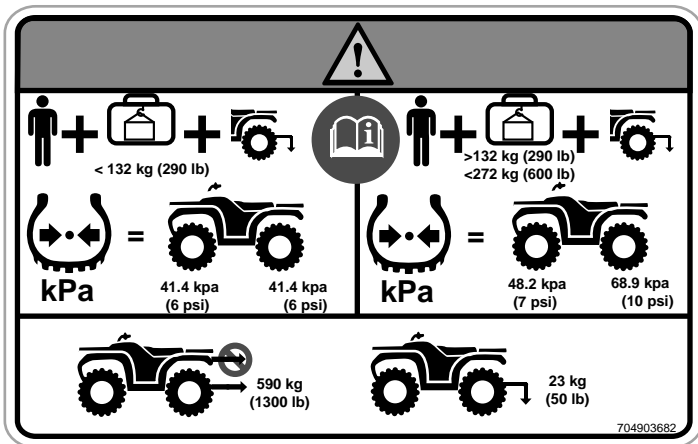 < 132 kg (290 lb)
>132 kg (290 lb)
<272 kg (600 lb)
kPa
=
41.4 kpa
(6 psi)
41.4 kpa
(6 psi)
kPa
=
48.2 kpa
(7 psi)
68.9 kpa
(10 psi)
590 kg
(1300 lb)
23 kg
(50 lb)
704903682